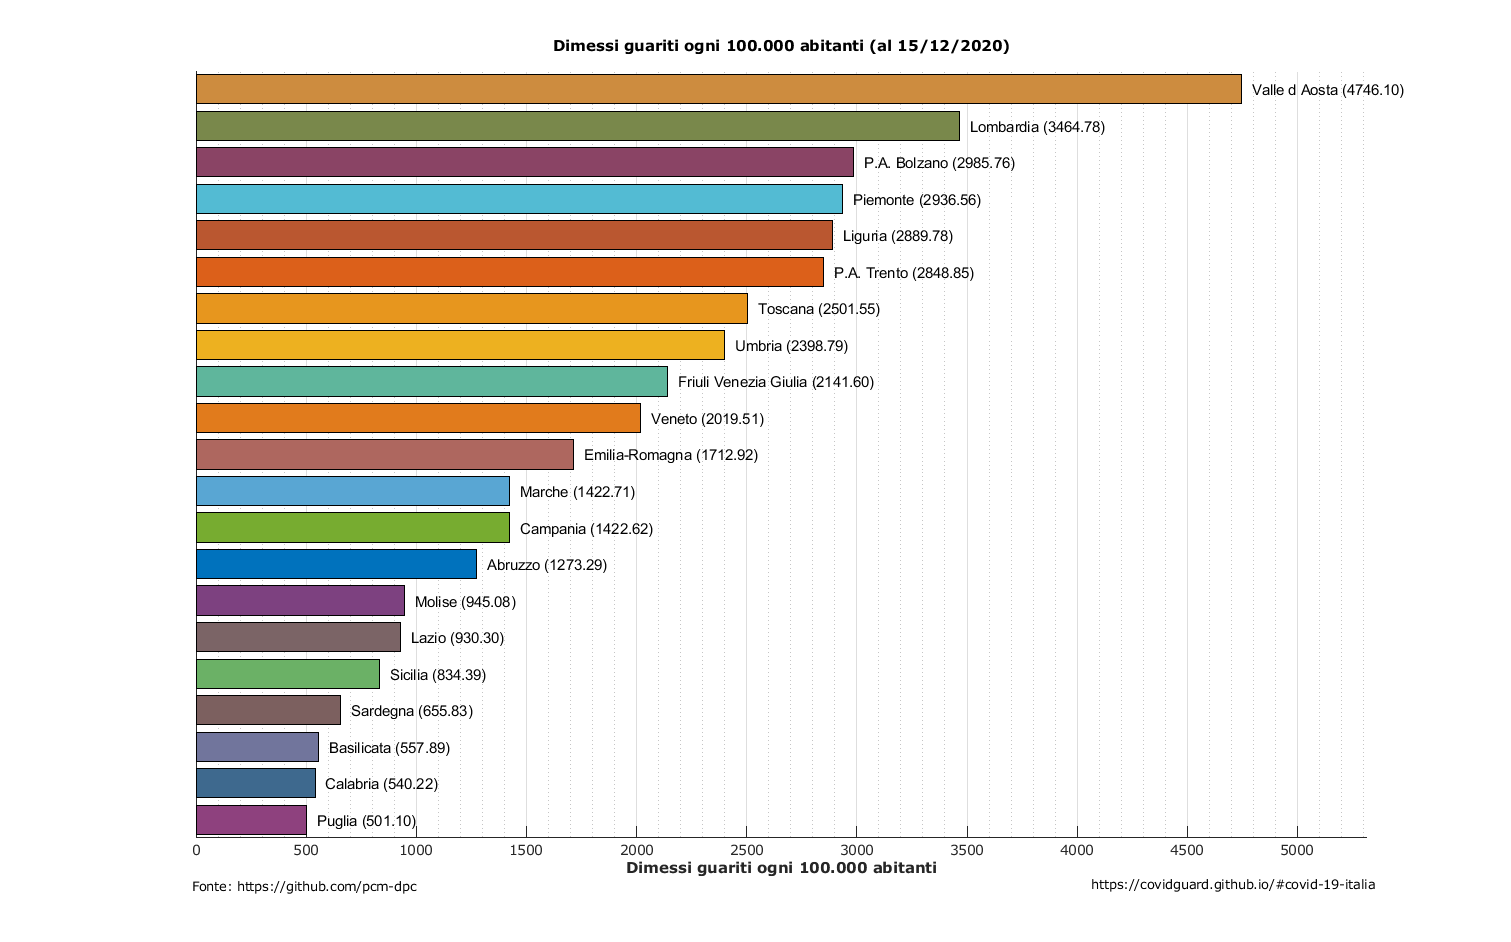 Dimessi guariti ogni 100.000 abitanti (al 15/12/2020)
Valle d Aosta (4746.10)
Lombardia (3464.78)
P.A. Bolzano (2985.76)
Piemonte (2936.56)
Liguria (2889.78)
P.A. Trento (2848.85)
Toscana (2501.55)
Umbria (2398.79)
Friuli Venezia Giulia (2141.60)
Veneto (2019.51)
Emilia-Romagna (1712.92)
Marche (1422.71)
Campania (1422.62)
Abruzzo (1273.29)
Molise (945.08)
Lazio (930.30)
Sicilia (834.39)
Sardegna (655.83)
Basilicata (557.89)
Calabria (540.22)
Puglia (501.10)
0 500 1000 1500 2000 2500 3000 3500 4000 4500 5000
Dimessi guariti ogni 100.000 abitanti
Fonte: https://github.com/pcm-dpc
https://covidguard.github.io/#covid-19-italia